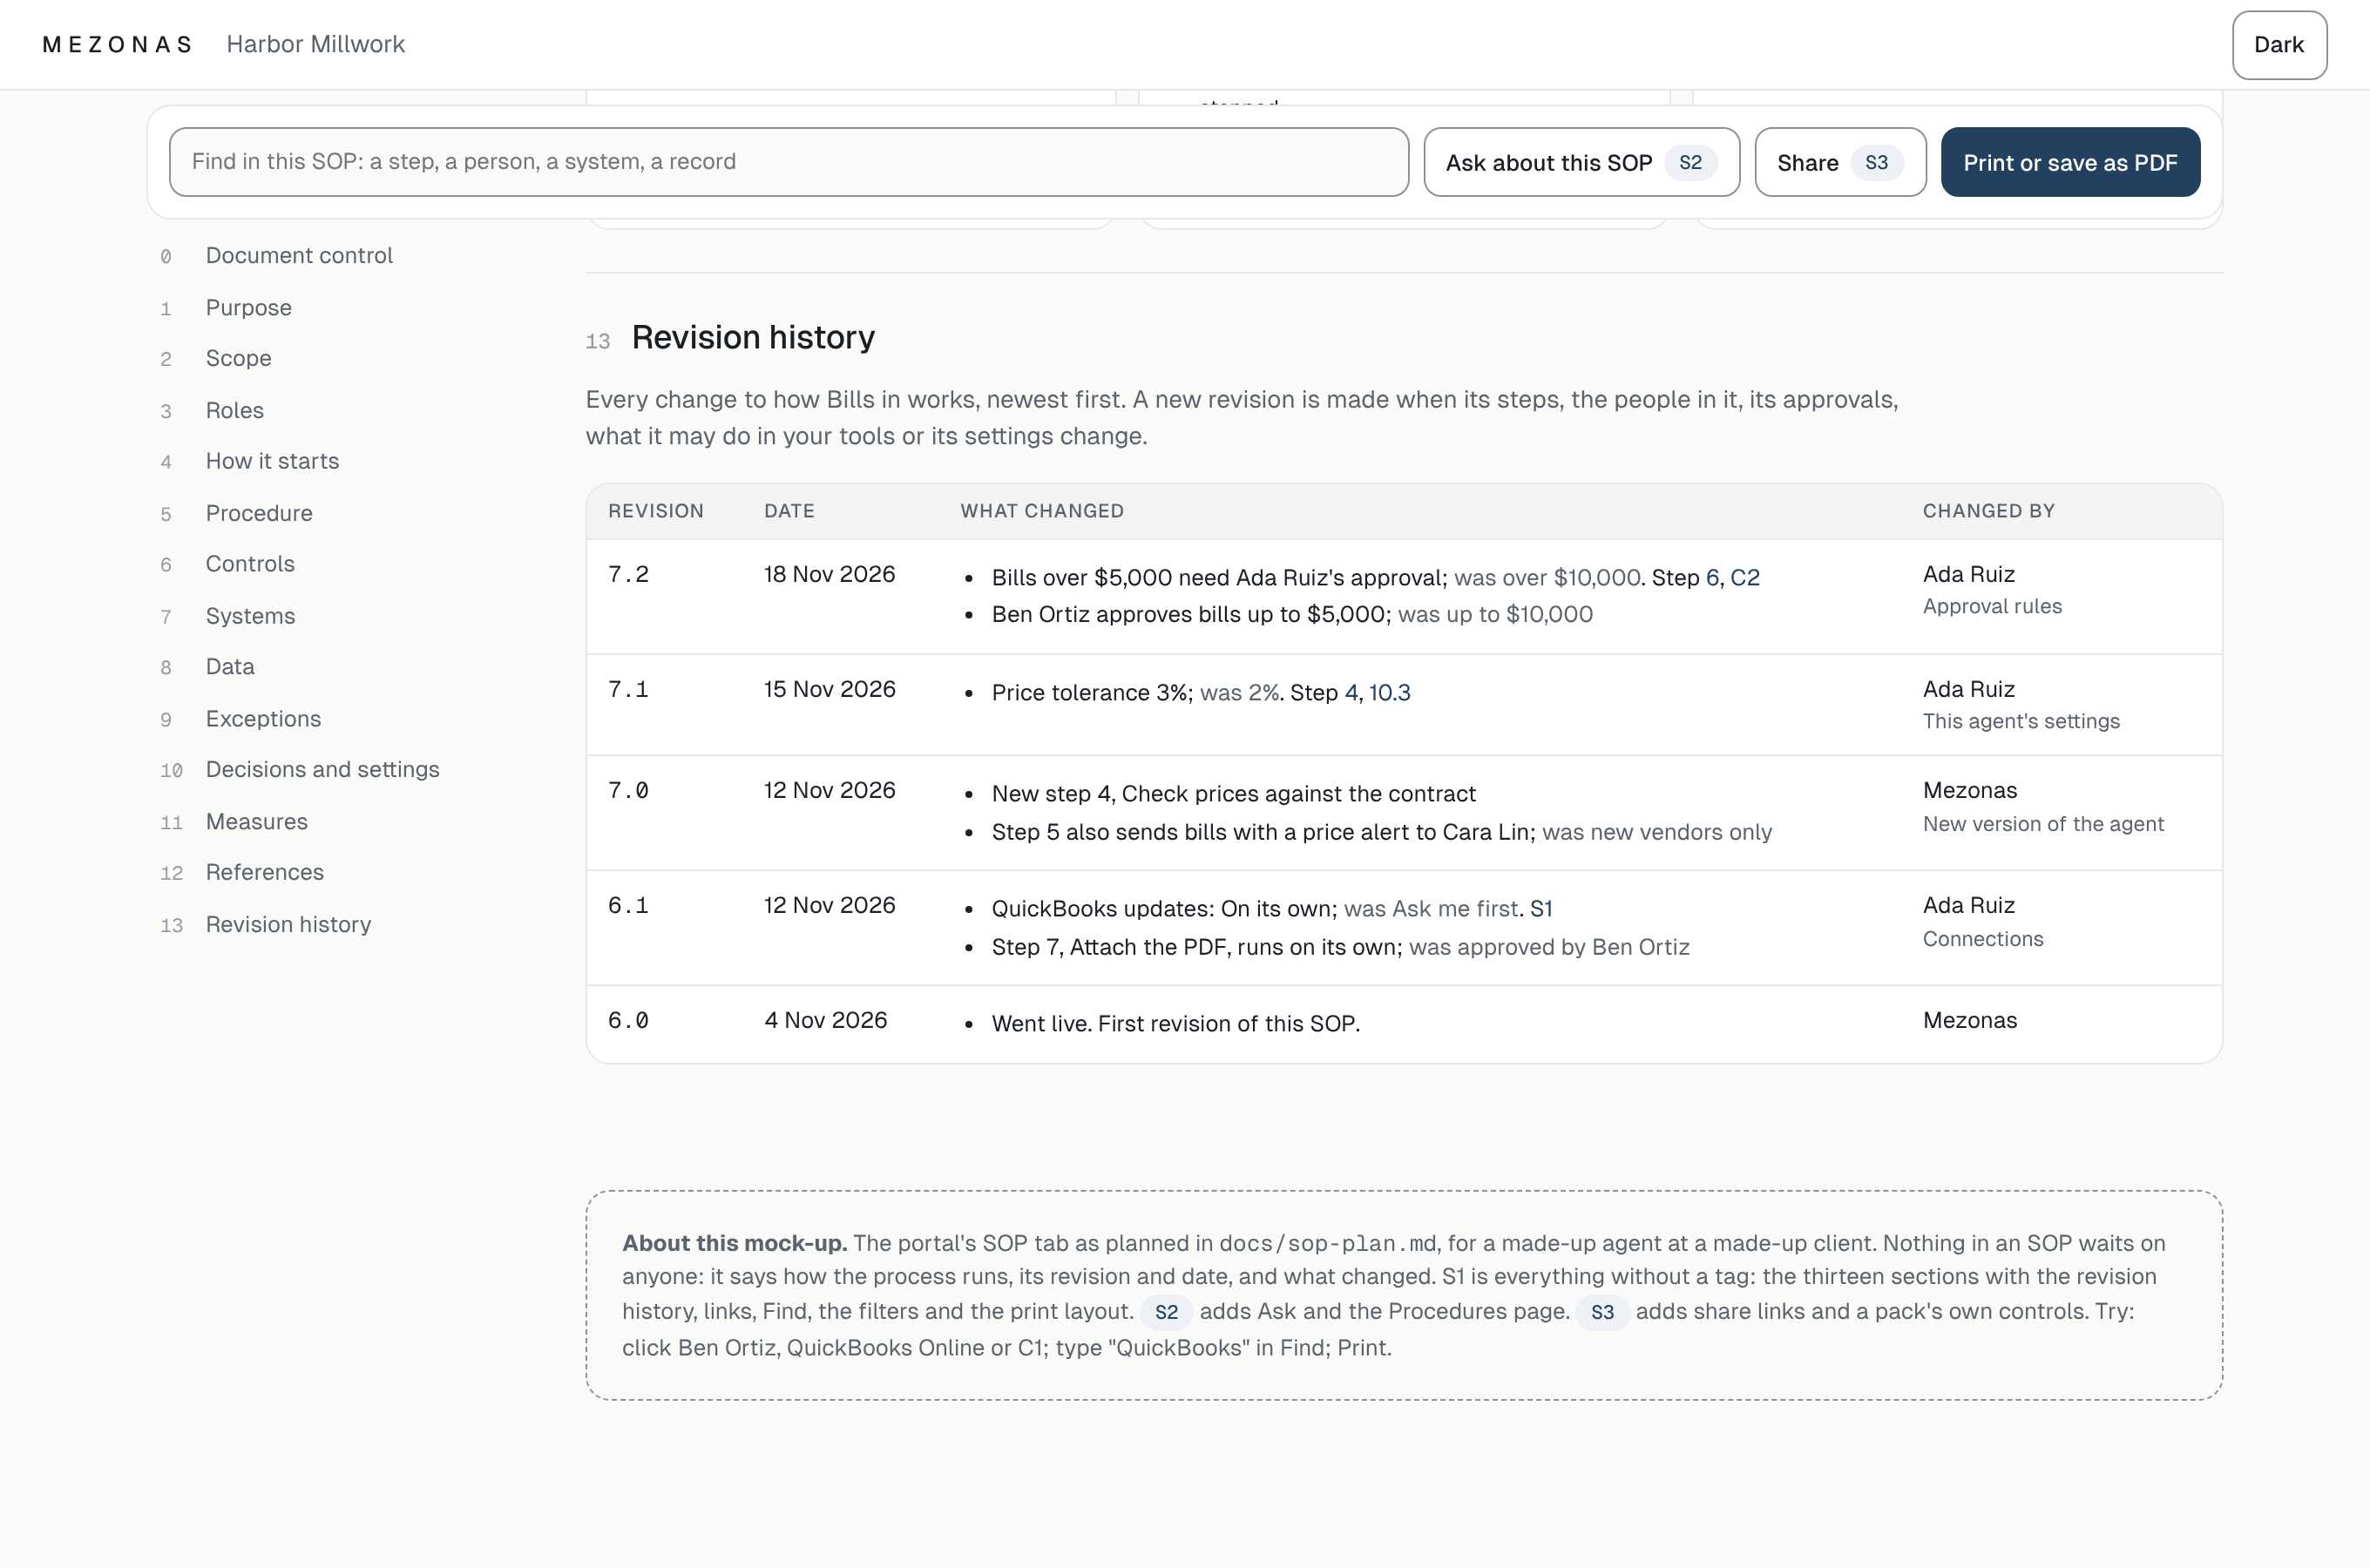 MEZONAS Harbor Millwork Dark
Find in this SOP: a step, a person, a system, a record Ask about this SOP S2 Share S3 Print or save as PDF
0 Document control
1 Purpose
2 Scope
3 Roles
4 How it starts
5 Procedure
6 Controls
7 Systems
8 Data
9 Exceptions
10 Decisions and settings
11 Measures
12 References
13 Revision history
13 Revision history
Every change to how Bills in works, newest first. A new revision is made when its steps, the people in it, its approvals,
what it may do in your tools or its settings change.
REVISION DATE WHAT CHANGED CHANGED BY
7.2 18 Nov 2026 • Bills over $5,000 need Ada Ruiz's approval; was over $10,000. Step 6, C2 Ada Ruiz
• Ben Ortiz approves bills up to $5,000; was up to $10,000 Approval rules
7.1 15 Nov 2026 • Price tolerance 3%; was 2%. Step 4, 10.3 Ada Ruiz
This agent's settings
7.0 12 Nov 2026 • New step 4, Check prices against the contract Mezonas
• Step 5 also sends bills with a price alert to Cara Lin; was new vendors only New version of the agent
6.1 12 Nov 2026 • QuickBooks updates: On its own; was Ask me first. S1 Ada Ruiz
• Step 7, Attach the PDF, runs on its own; was approved by Ben Ortiz Connections
6.0 4 Nov 2026 • Went live. First revision of this SOP. Mezonas
About this mock-up. The portal's SOP tab as planned in docs/sop-plan.md, for a made-up agent at a made-up client. Nothing in an SOP waits on
anyone: it says how the process runs, its revision and date, and what changed. S1 is everything without a tag: the thirteen sections with the revision
history, links, Find, the filters and the print layout. S2 adds Ask and the Procedures page. S3 adds share links and a pack's own controls. Try:
click Ben Ortiz, QuickBooks Online or C1; type "QuickBooks" in Find; Print.